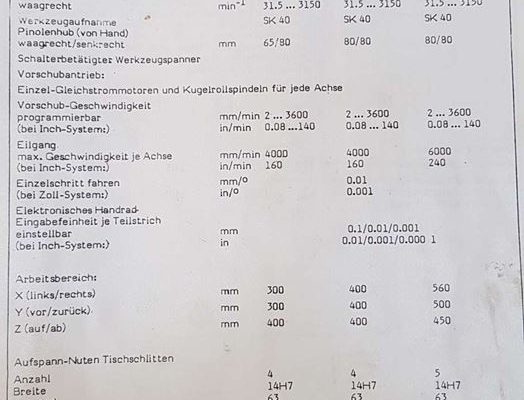 waagrecht min⁻¹ 31.5 ... 3150 31.5 ... 3150 31.5 ... 3150
Werkzeugaufnahme SK 40 SK 40 SK 40
Pinolenhub (von Hand)
waagrecht/senkrecht mm 65/80 80/80 80/80
Schalterbetätigter Werkzeugspanner
Vorschubantrieb:
Einzel-Gleichstrommotoren und Kugelrollspindeln für jede Achse
Vorschub-Geschwindigkeit
programmierbar mm/min 2 ... 3600 2 ... 3600 2 ... 3600
(bei Inch-System:) in/min 0.08 ...140 0.08 ...140 0.08 ...140
Eilgang
max. Geschwindigkeit je Achse mm/min 4000 4000 6000
(bei Inch-System:) in/min 160 160 240
Einzelschritt fahren mm/o 0.01
(bei Zoll-System:) in/o 0.001
Elektronisches Handrad-
Eingabefeinheit je Teilstrich
einstellbar mm 0.1/0.01/0.001
(bei Inch-System:) in 0.01/0.001/0.000 1
Arbeitsbereich:
X (links/rechts) mm 300 400 560
Y (vor/zurück) mm 300 400 500
Z (auf/ab) mm 400 400 450
Aufspann-Nuten Tischschlitten
Anzahl 4 4 5
Breite 14H7 14H7 14H7
63 63 63